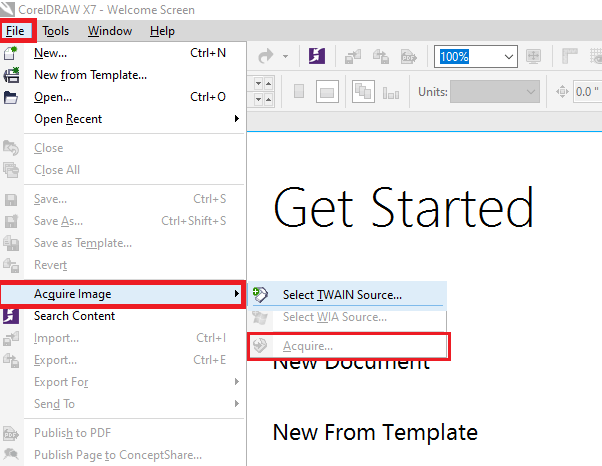 CorelDRAW X7 - Welcome Screen
File Tools Window Help
New... Ctrl+N
New from Template...
Open... Ctrl+O
Open Recent
Close
Close All
Save... Ctrl+S
Save As... Ctrl+Shift+S
Save as Template...
Revert
Acquire Image
Search Content
Import... Ctrl+I
Export... Ctrl+E
Export For
Send To
Publish to PDF
Publish Page to ConceptShare...
100%
Units: 0.0 "
Get Started
Select TWAIN Source...
Select WIA Source...
Acquire...
New Document
New From Template